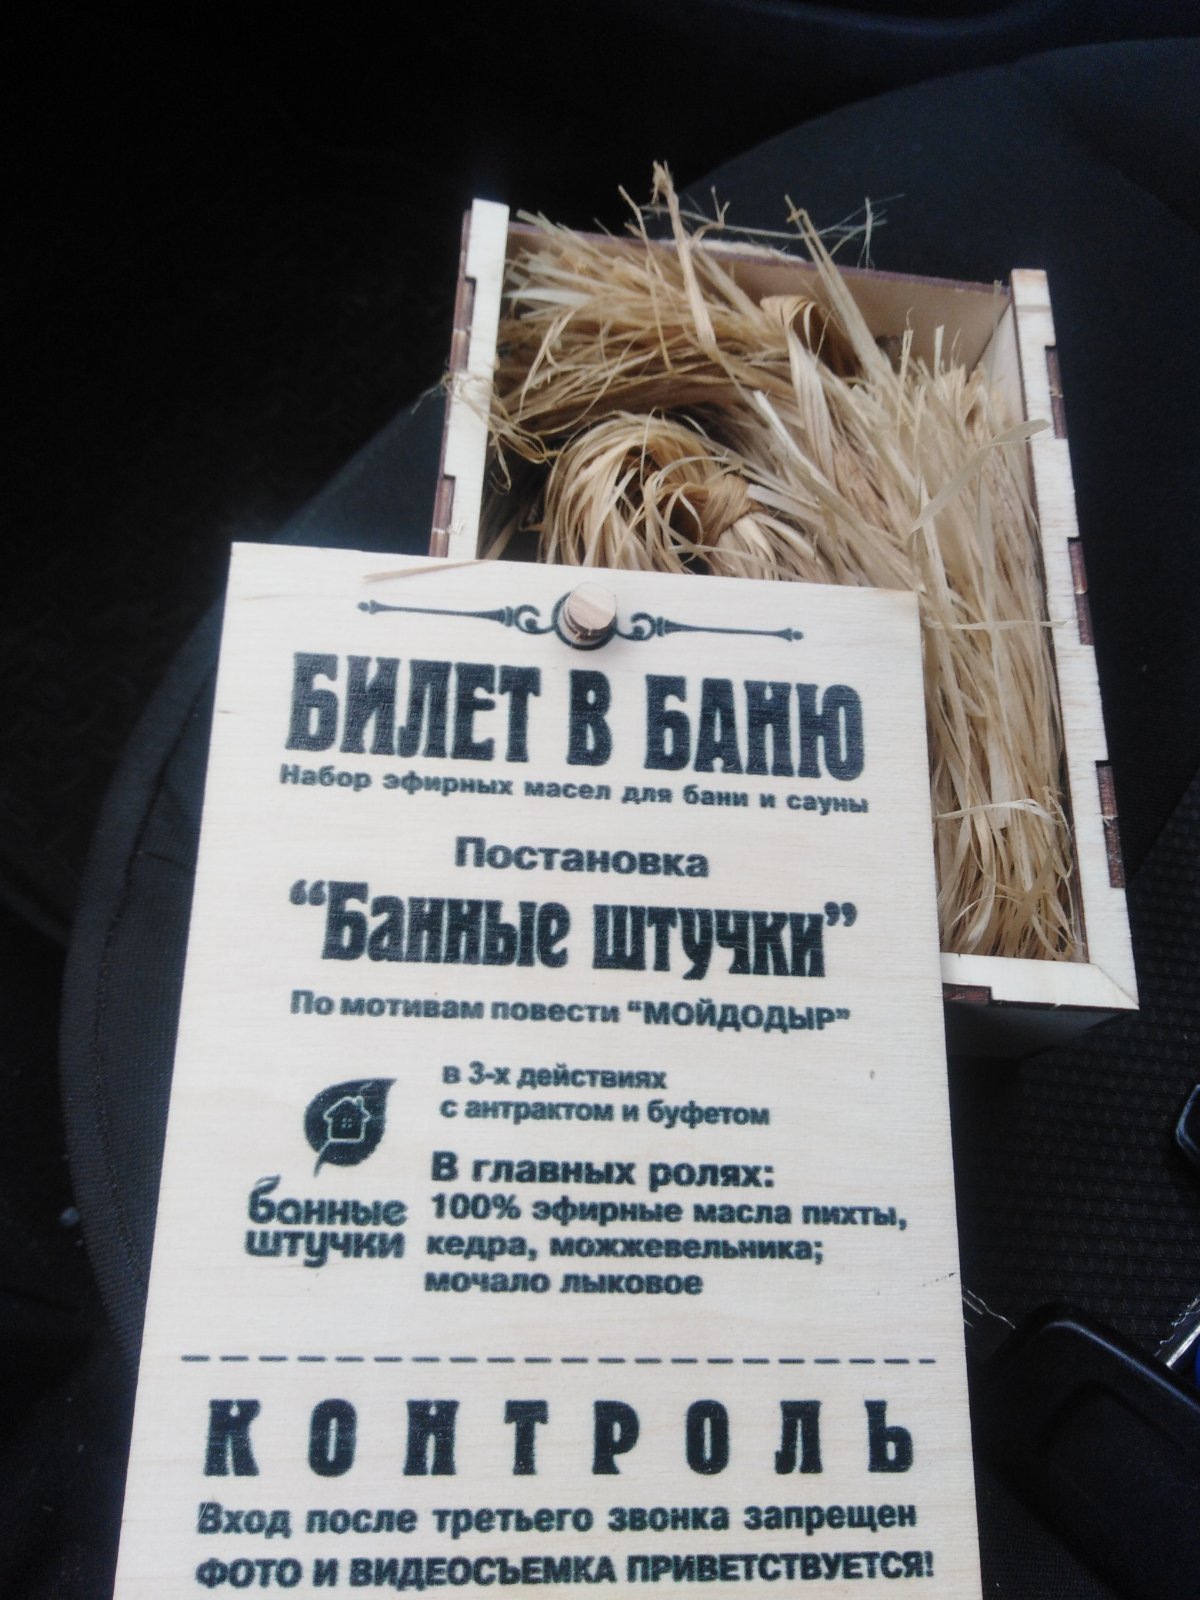 БИЛЕТ В БАНЮ
Набор эфирных масел для бани и сауны
Постановка
“Банные штучки”
По мотивам повести “МОЙДОДЫР”
в 3-х действиях
с антрактом и буфетом
банные
штучки
В главных ролях:
100% эфирные масла пихты,
кедра, можжевельника;
мочало лыковое
КОНТРОЛЬ
Вход после третьего звонка запрещен
ФОТО И ВИДЕОСЪЕМКА ПРИВЕТСТВУЕТСЯ!